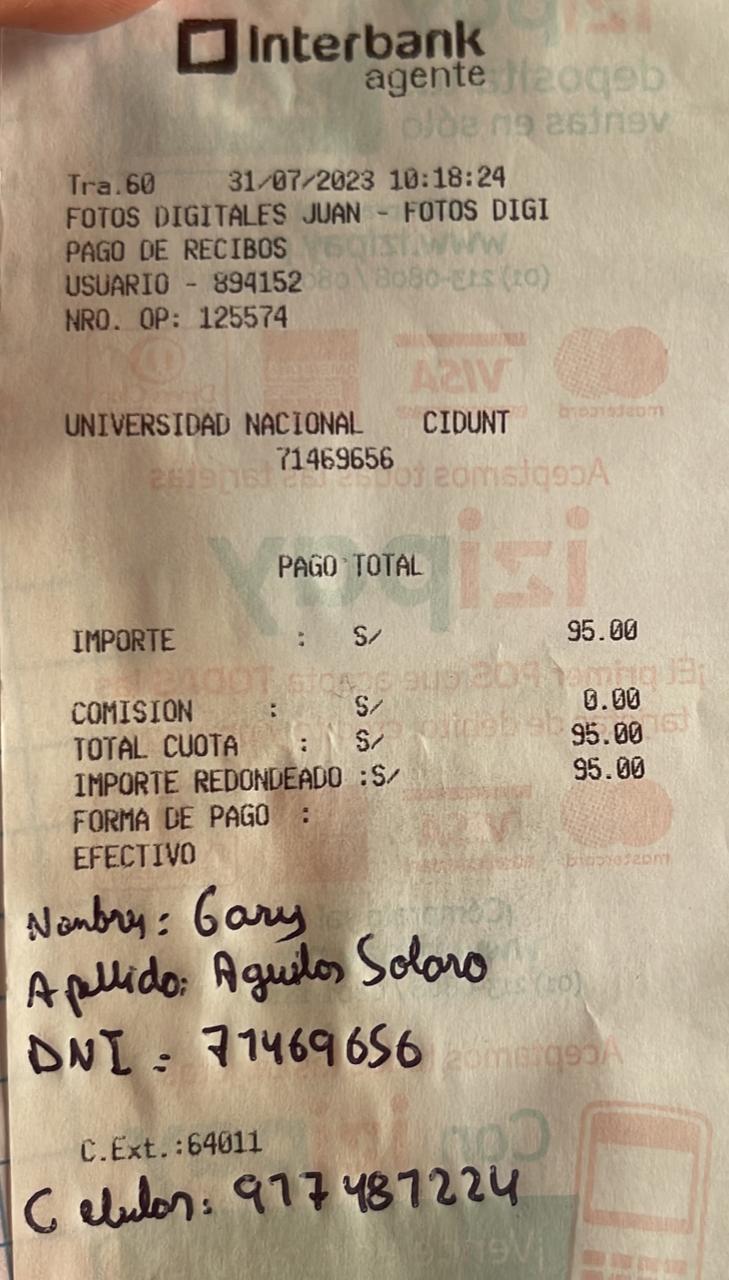 Interbank
agente
Tra.60 31/07/2023 10:18:24
FOTOS DIGITALES JUAN - FOTOS DIGI
PAGO DE RECIBOS
USUARIO - 894152
NRO. OP: 125574
UNIVERSIDAD NACIONAL CIDUNT
71469656
PAGO TOTAL
IMPORTE : S/ 95.00
COMISION : S/ 0.00
TOTAL CUOTA : S/ 95.00
IMPORTE REDONDEADO :S/ 95.00
FORMA DE PAGO :
EFECTIVO
Nombre: Gary
Apellido: Aguilar Solano
DNI = 71469656
C.Ext.:64011
Celular: 917487224